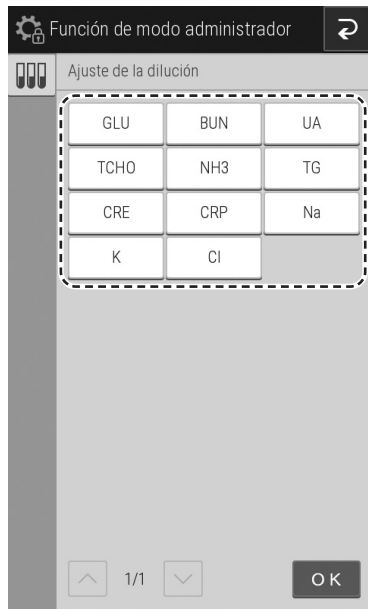 Función de modo administrador
Ajuste de la dilución
GLU BUN UA
TCHO NH3 TG
CRE CRP Na
K Cl
1/1 OK